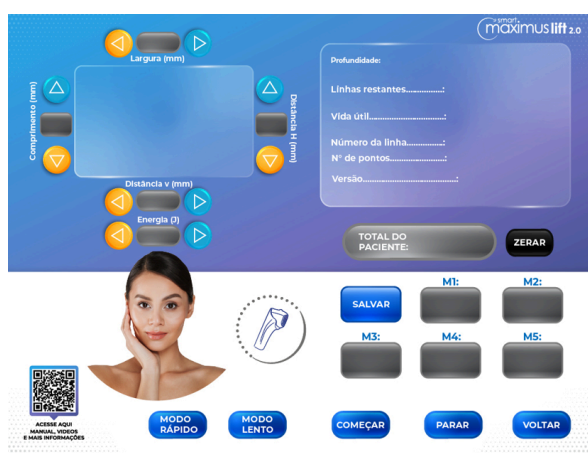 smart
maximus lift 2.0
Largura (mm)
Comprimento (mm)
Distância H (mm)
Distância v (mm)
Energia (J)
Profundidade:
Linhas restantes...............:
Vida útil..............................:
Número da linha..............:
Nº de pontos......................:
Versão.....................................:
TOTAL DO
PACIENTE:
ZERAR
SALVAR
M1:
M2:
M3:
M4:
M5:
ACESSE AQUI
MANUAL, VIDEOS
E MAIS INFORMAÇÕES
MODO
RÁPIDO
MODO
LENTO
COMEÇAR
PARAR
VOLTAR